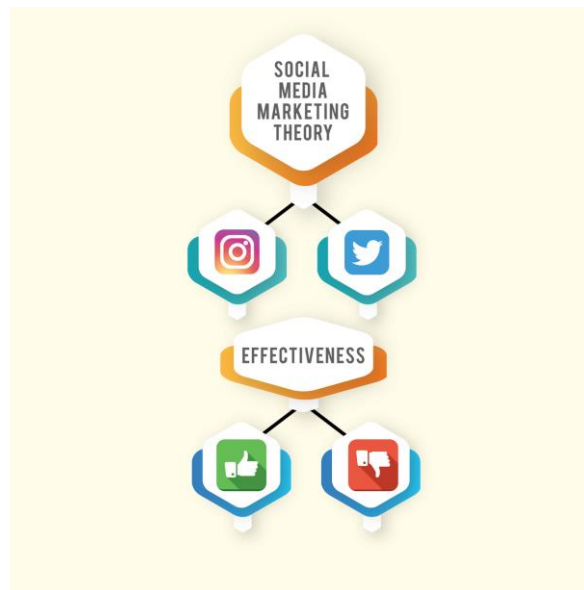 SOCIAL
MEDIA
MARKETING
THEORY
EFFECTIVENESS